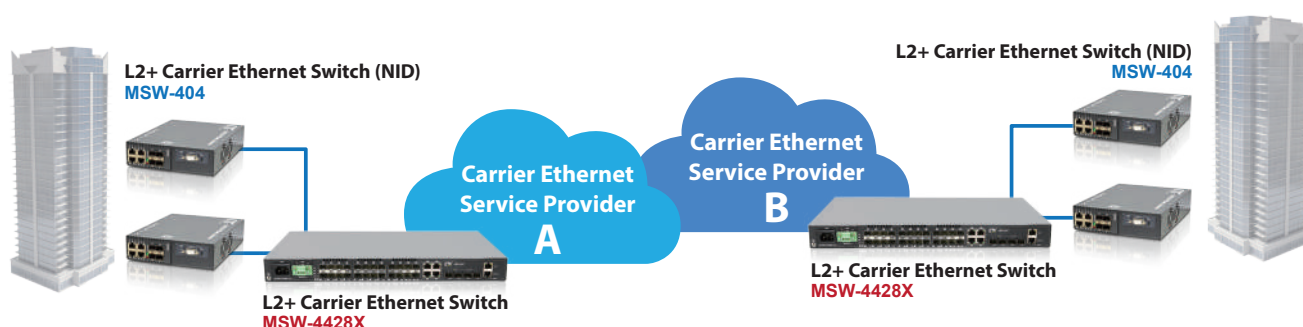 L2+ Carrier Ethernet Switch (NID)
MSW-404
L2+ Carrier Ethernet Switch (NID)
MSW-404
Carrier Ethernet
Service Provider
A
Carrier Ethernet
Service Provider
B
L2+ Carrier Ethernet Switch
MSW-4428X
L2+ Carrier Ethernet Switch
MSW-4428X